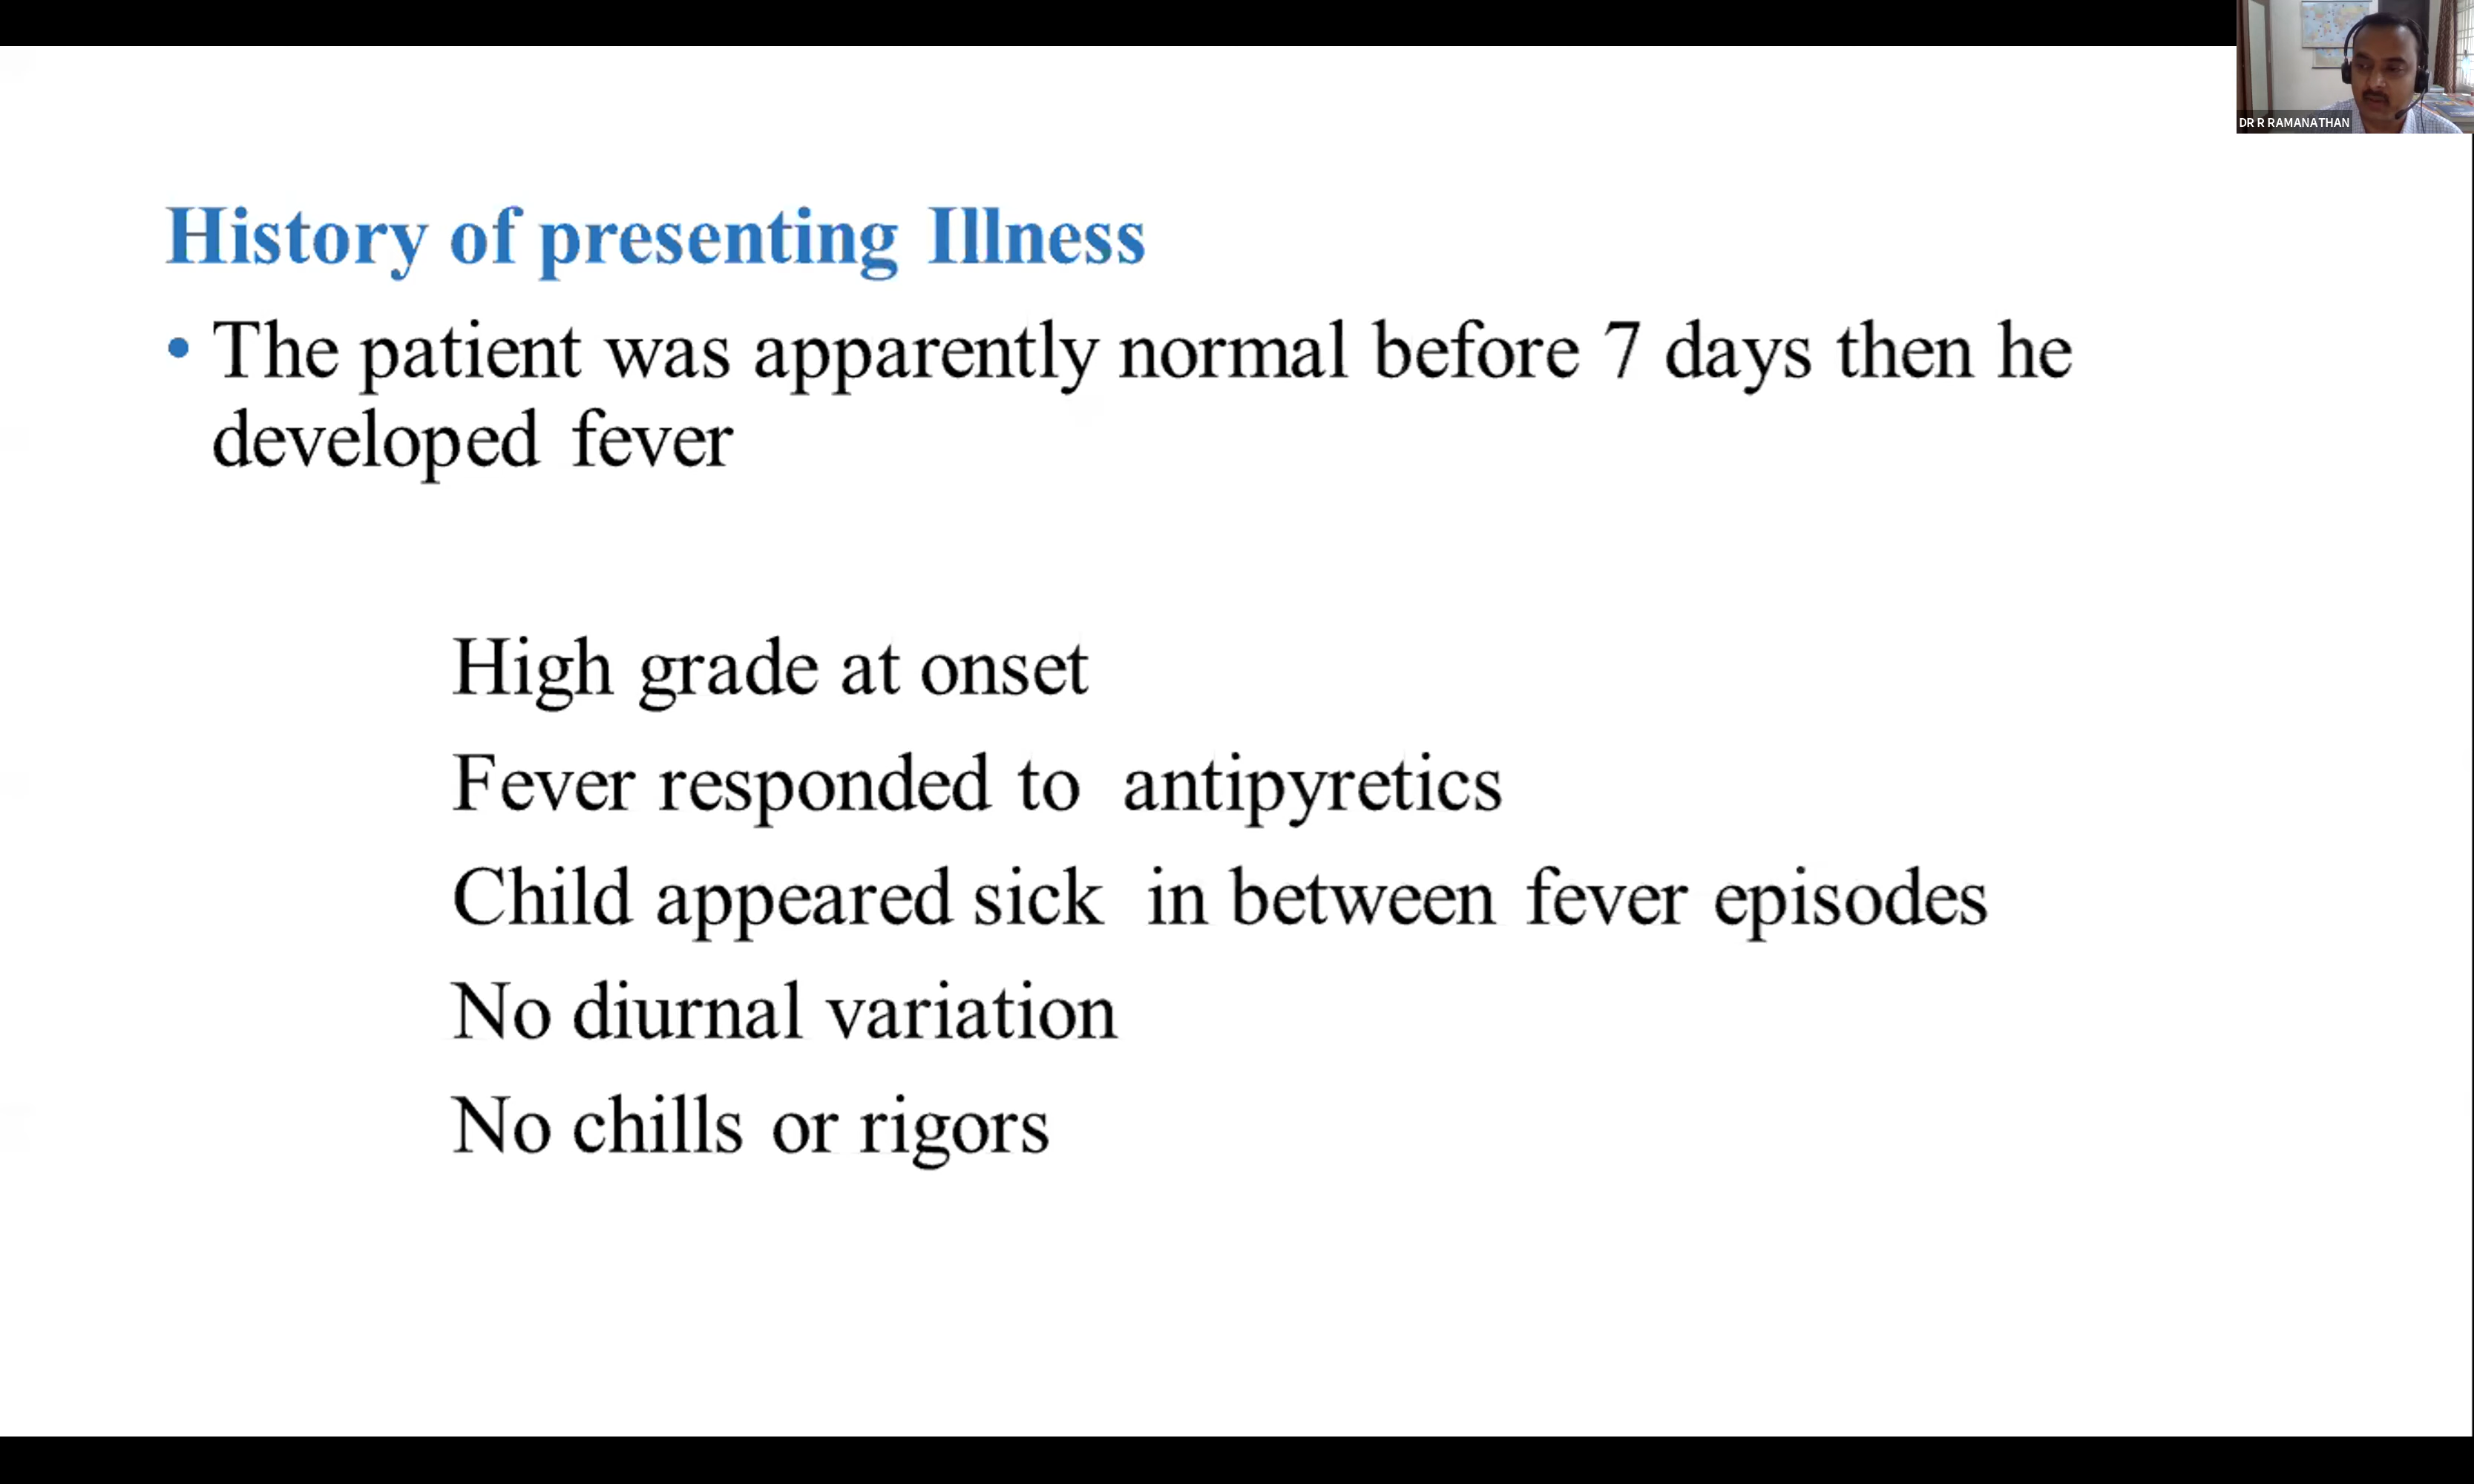 DR R RAMANATHAN
History of presenting Illness
• The patient was apparently normal before 7 days then he
developed fever
High grade at onset
Fever responded to antipyretics
Child appeared sick in between fever episodes
No diurnal variation
No chills or rigors